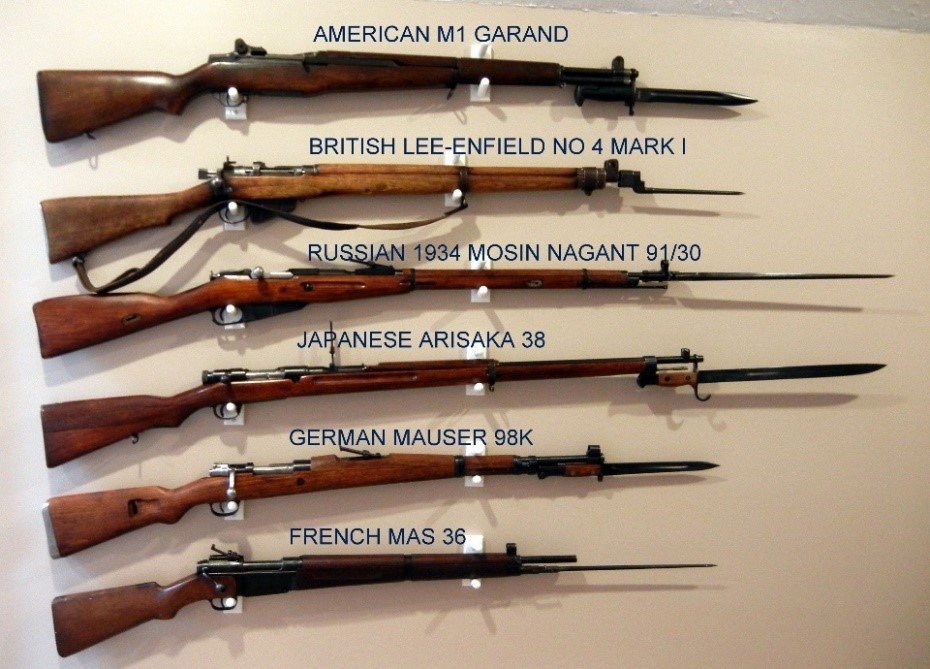 AMERICAN M1 GARAND
BRITISH LEE-ENFIELD NO 4 MARK I
RUSSIAN 1934 MOSIN NAGANT 91/30
JAPANESE ARISAKA 38
GERMAN MAUSER 98K
FRENCH MAS 36